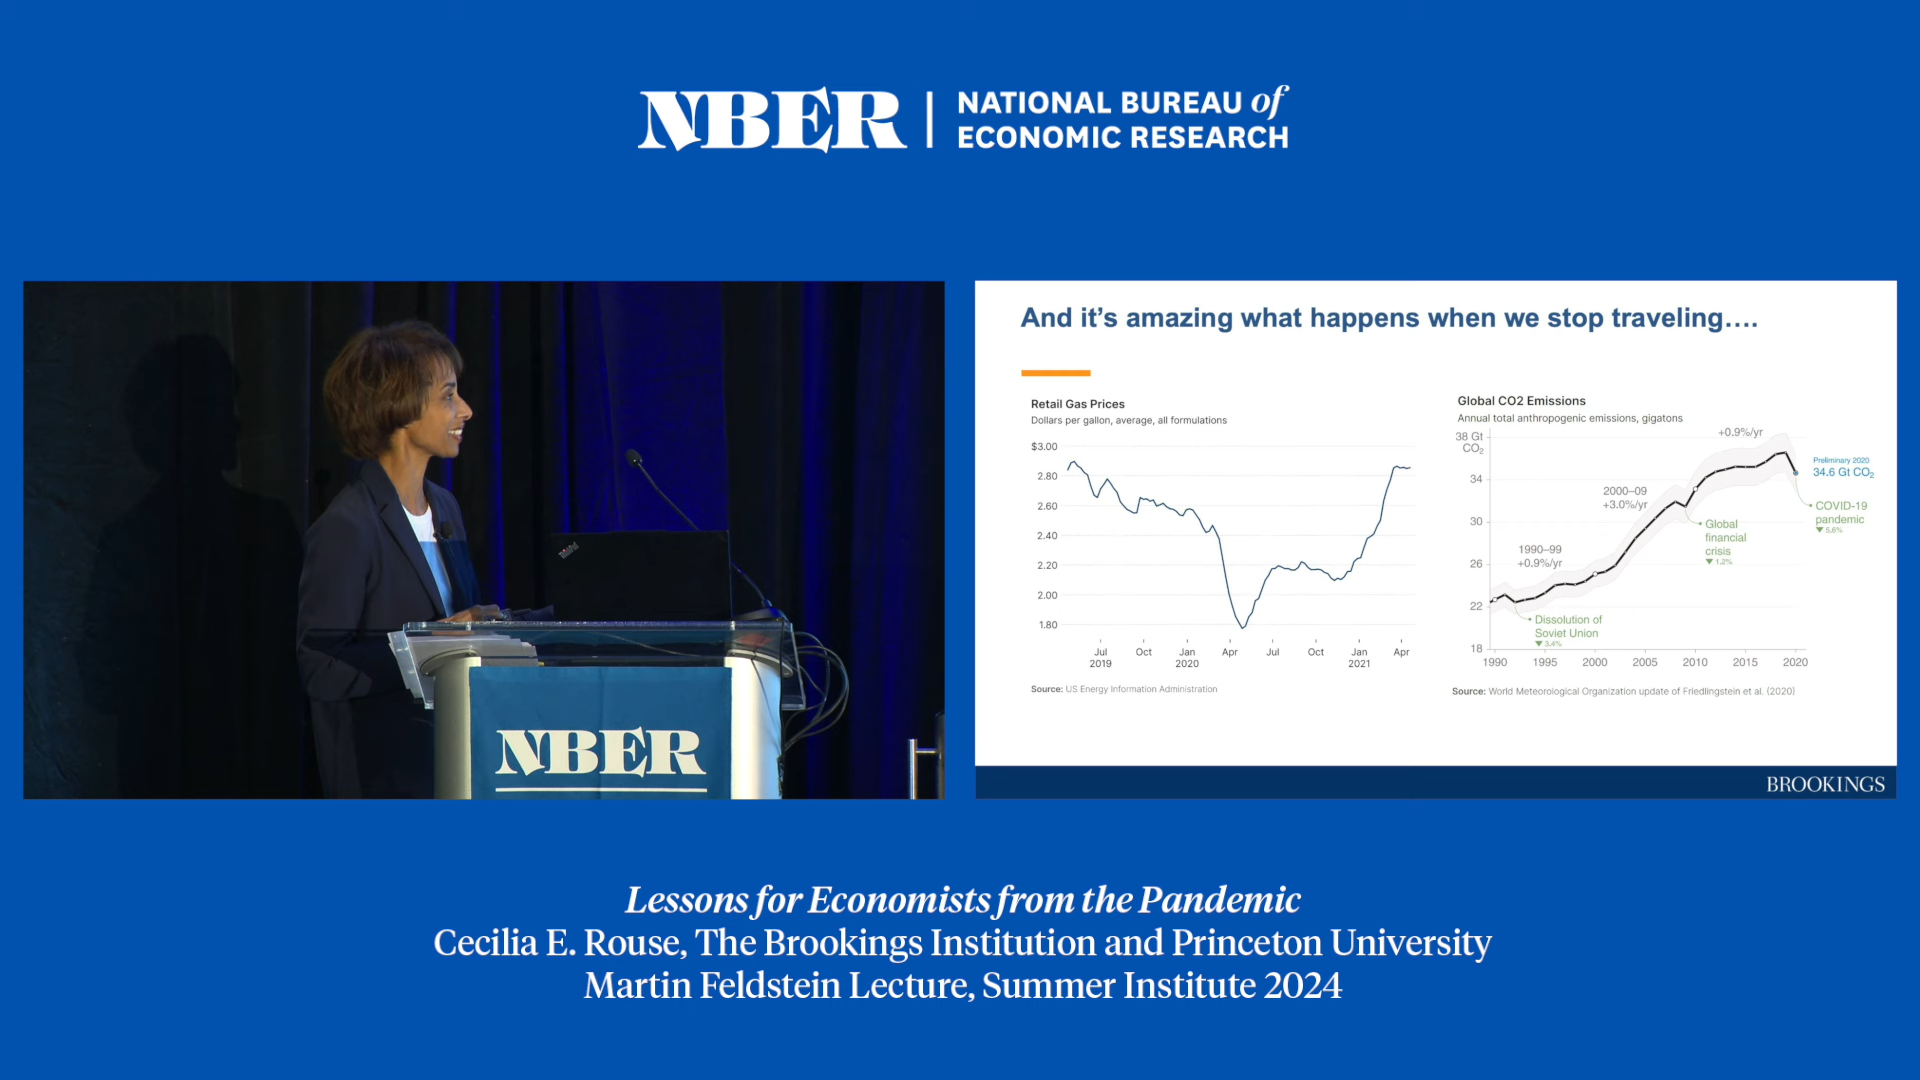 NBER
NATIONAL BUREAU of
ECONOMIC RESEARCH
NBER
And it's amazing what happens when we stop traveling....
Retail Gas Prices
Dollars per gallon, average, all formulations
$3.00
2.80
2.60
2.40
2.20
2.00
1.80
Jul
2019
Oct
Jan
2020
Apr
Jul
Oct
Jan
2021
Apr
Source: US Energy Information Administration
Global CO2 Emissions
Annual total anthropogenic emissions, gigatons
38 Gt
CO₂
34
30
26
22
18
1990
1995
2000
2005
2010
2015
2020
1990–99
+0.9%/yr
2000–09
+3.0%/yr
+0.9%/yr
Dissolution of
Soviet Union
▼ 3.4%
Global
financial
crisis
▼ 1.2%
Preliminary 2020
34.6 Gt CO₂
COVID-19
pandemic
▼ 5.6%
Source: World Meteorological Organization update of Friedlingstein et al. (2020)
BROOKINGS
Lessons for Economists from the Pandemic
Cecilia E. Rouse, The Brookings Institution and Princeton University
Martin Feldstein Lecture, Summer Institute 2024